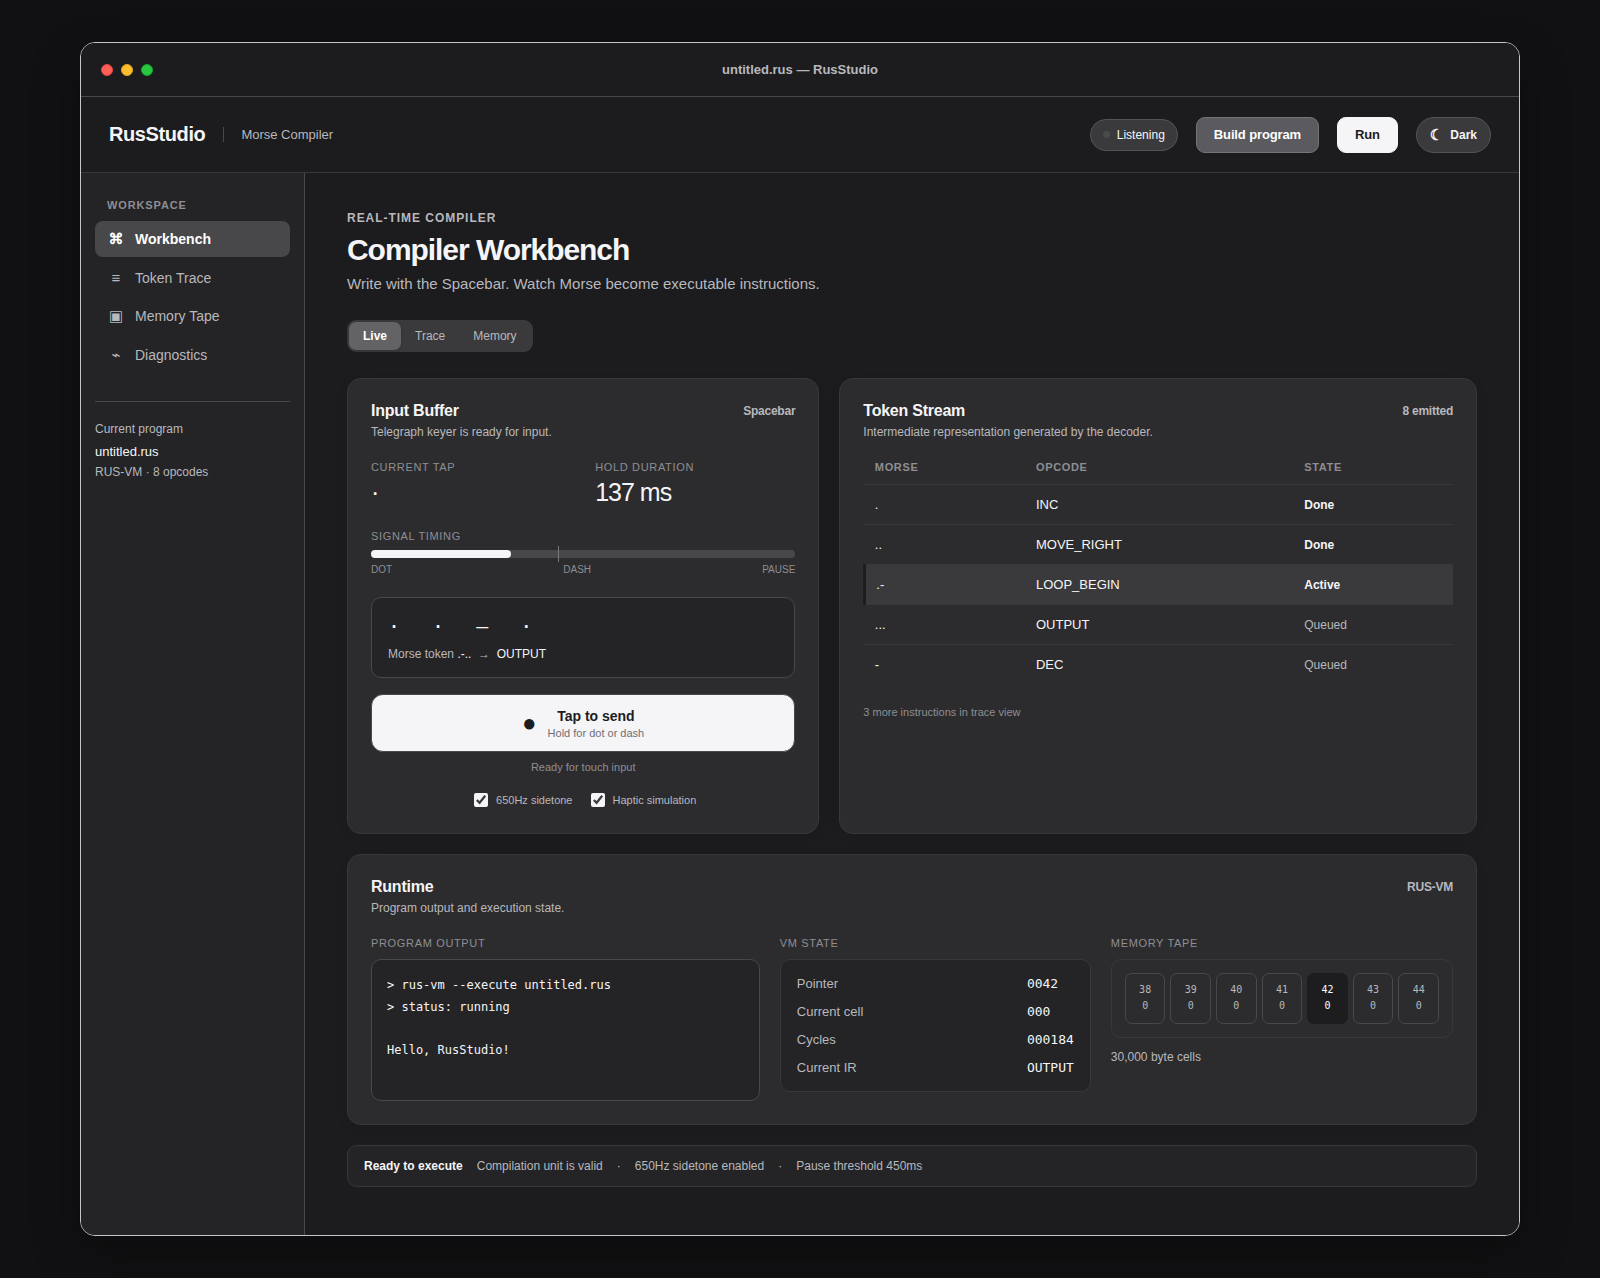 untitled.rus — RusStudio
RusStudio
Morse Compiler
Listening
Build program
Run
Dark
WORKSPACE
Workbench
Token Trace
Memory Tape
Diagnostics
Current program
untitled.rus
RUS-VM · 8 opcodes
REAL-TIME COMPILER
Compiler Workbench
Write with the Spacebar. Watch Morse become executable instructions.
Live Trace Memory
Input Buffer
Spacebar
Telegraph keyer is ready for input.
CURRENT TAP
.
HOLD DURATION
137 ms
SIGNAL TIMING
DOT DASH PAUSE
. . _ .
Morse token .-.. → OUTPUT
Tap to send
Hold for dot or dash
Ready for touch input
650Hz sidetone
Haptic simulation
Token Stream
8 emitted
Intermediate representation generated by the decoder.
MORSE OPCODE STATE
. INC Done
.. MOVE_RIGHT Done
.- LOOP_BEGIN Active
... OUTPUT Queued
- DEC Queued
3 more instructions in trace view
Runtime
RUS-VM
Program output and execution state.
PROGRAM OUTPUT
> rus-vm --execute untitled.rus
> status: running
Hello, RusStudio!
VM STATE
Pointer 0042
Current cell 000
Cycles 000184
Current IR OUTPUT
MEMORY TAPE
38 39 40 41 42 43 44
0 0 0 0 0 0 0
30,000 byte cells
Ready to execute Compilation unit is valid · 650Hz sidetone enabled · Pause threshold 450ms